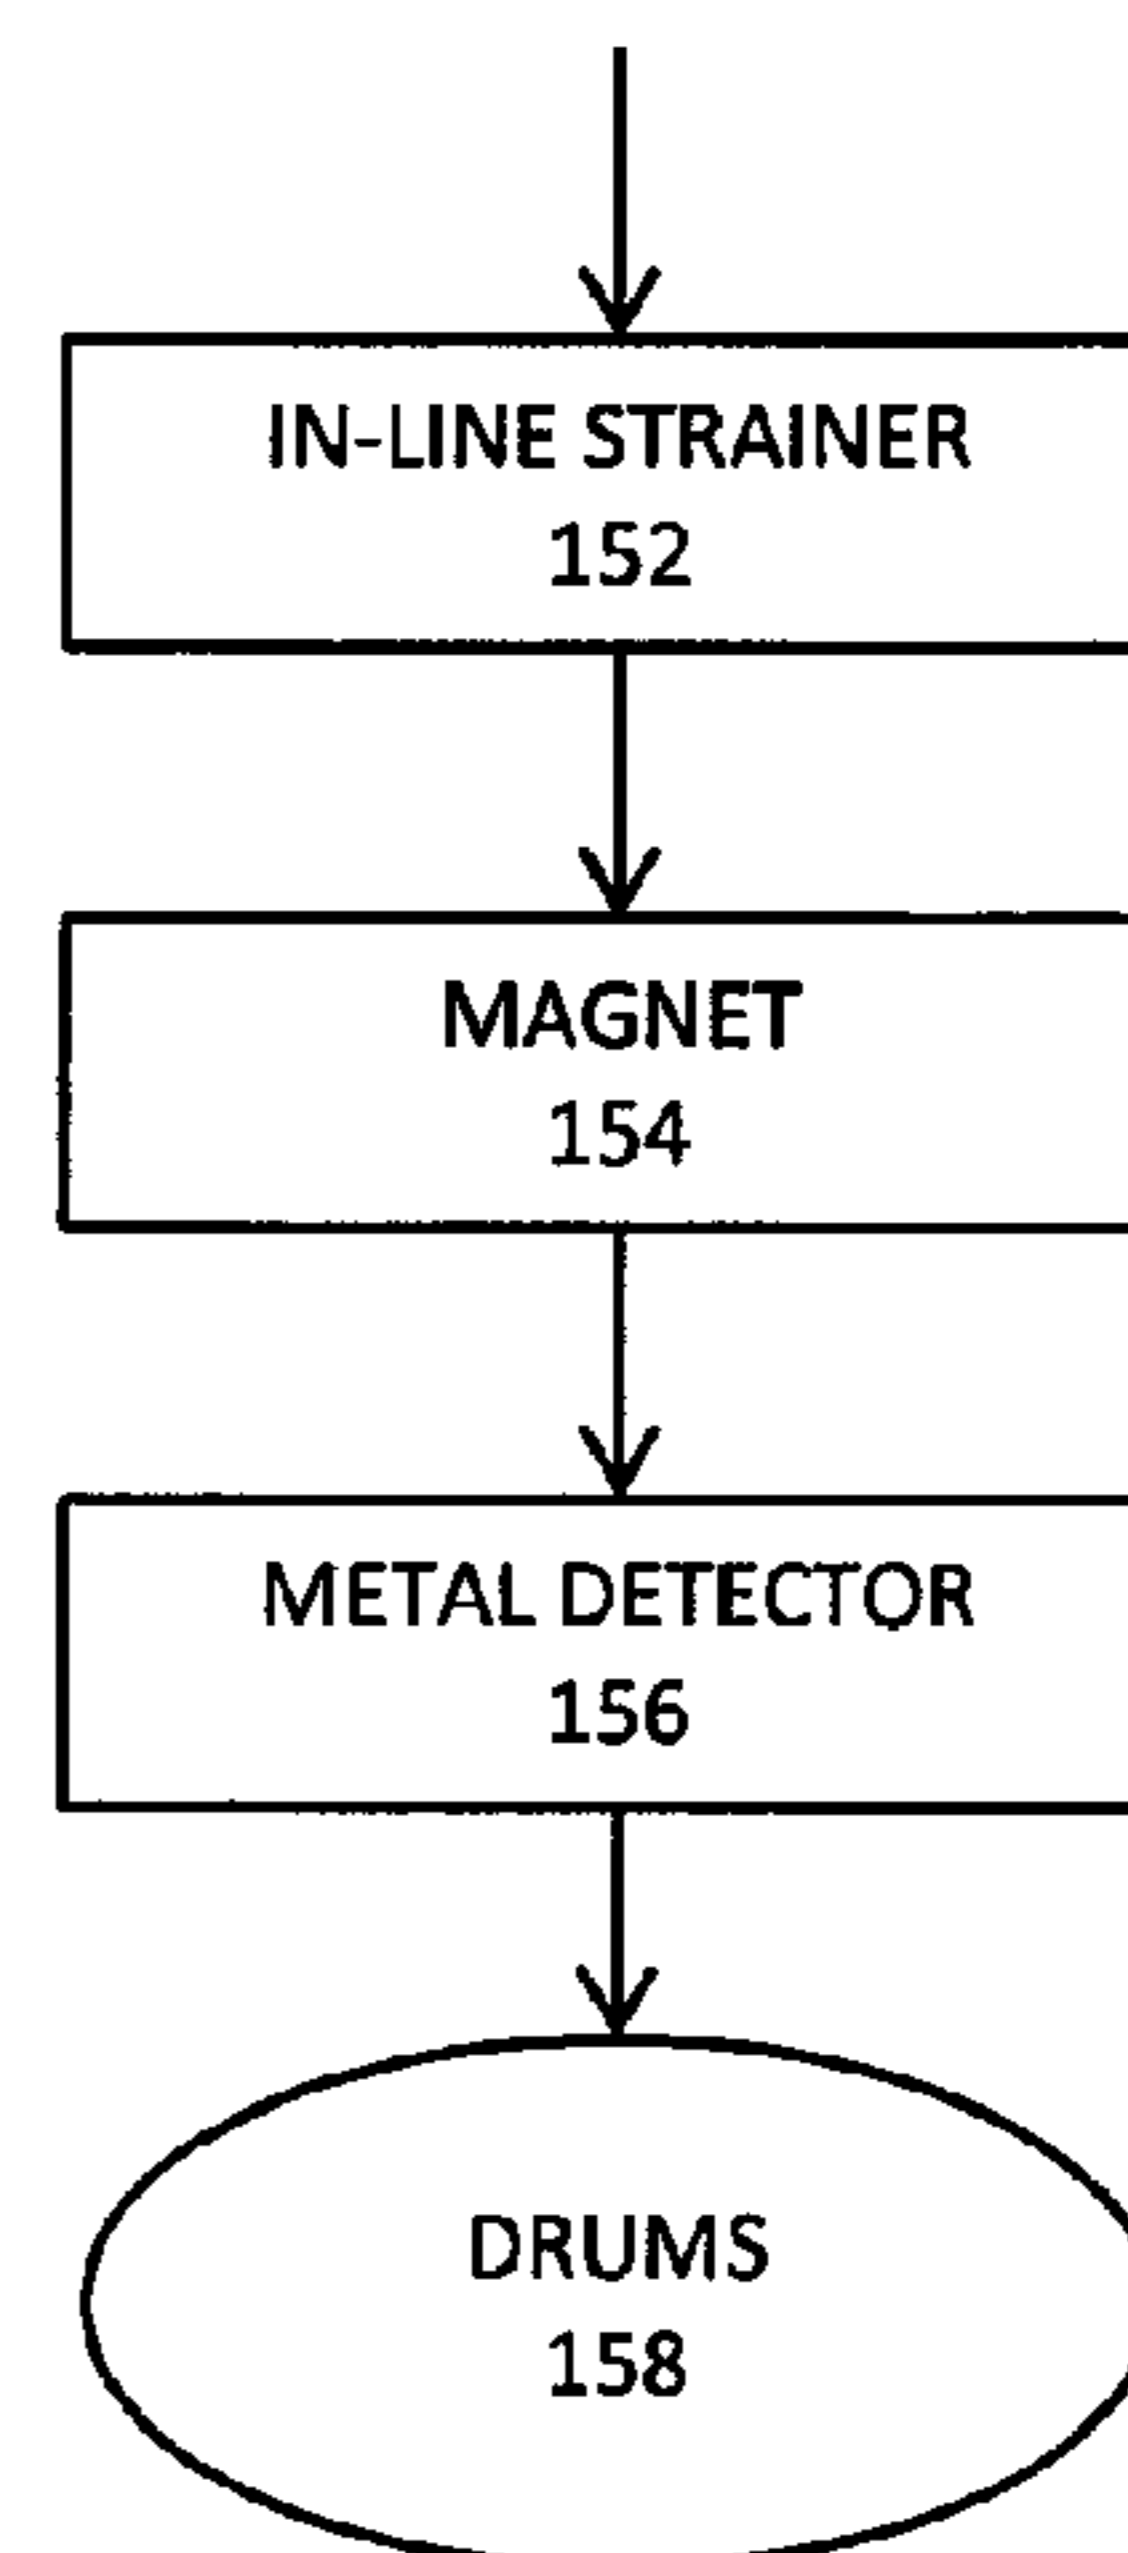 IN-LINE STRAINER
152
MAGNET
154
METAL DETECTOR
156
DRUMS
158